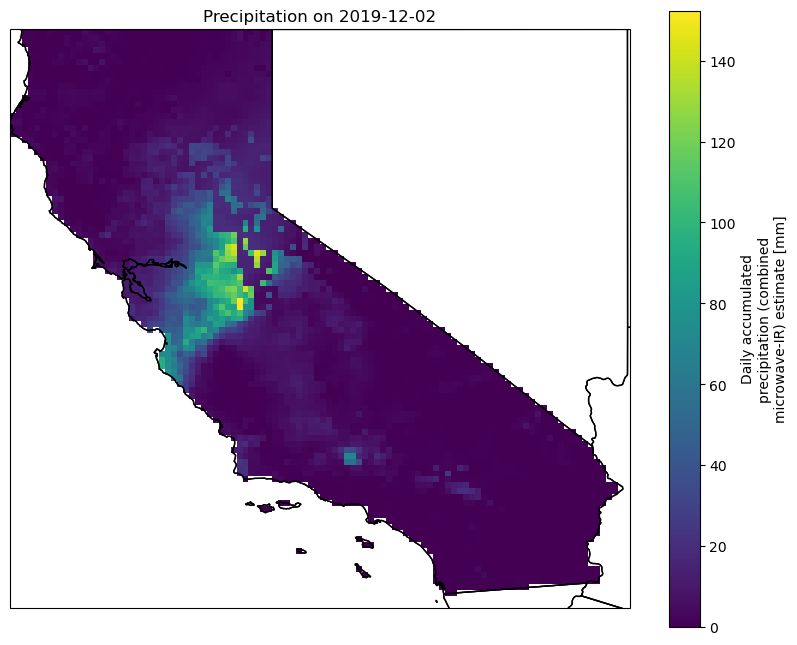 Precipitation on 2019-12-02
140
120
100
80
60
40
20
0
Daily accumulated
precipitation (combined
microwave-IR) estimate [mm]